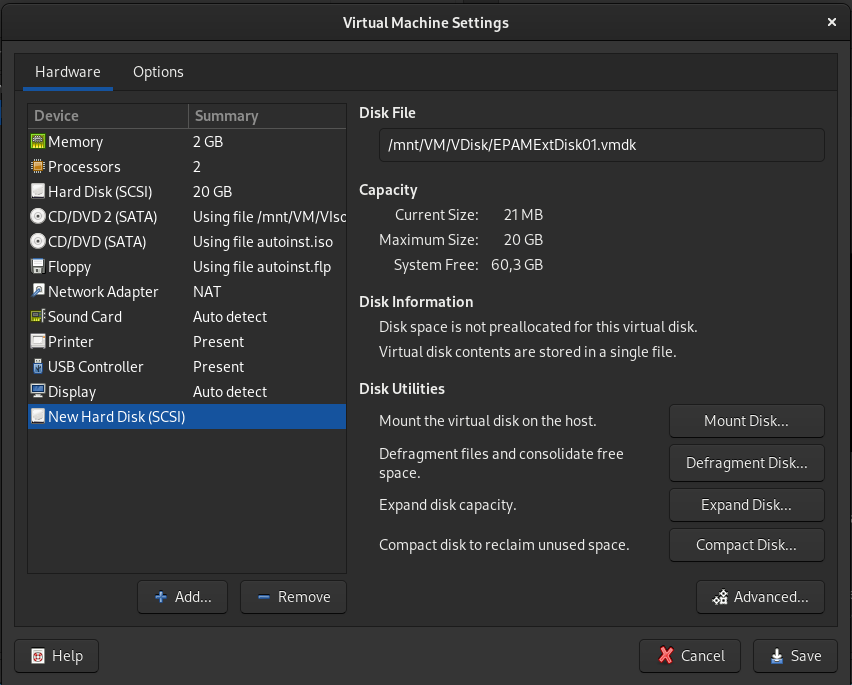 Virtual Machine Settings
Hardware Options
Device Summary
Memory 2 GB
Processors 2
Hard Disk (SCSI) 20 GB
CD/DVD 2 (SATA) Using file /mnt/VM/VIso
CD/DVD (SATA) Using file autoinst.iso
Floppy Using file autoinst.flp
Network Adapter NAT
Sound Card Auto detect
Printer Present
USB Controller Present
Display Auto detect
New Hard Disk (SCSI)
Add...
Remove
Disk File
/mnt/VM/VDisk/EPAMExtDisk01.vmdk
Capacity
Current Size: 21 MB
Maximum Size: 20 GB
System Free: 60,3 GB
Disk Information
Disk space is not preallocated for this virtual disk.
Virtual disk contents are stored in a single file.
Disk Utilities
Mount the virtual disk on the host. Mount Disk...
Defragment files and consolidate free
space. Defragment Disk...
Expand disk capacity. Expand Disk...
Compact disk to reclaim unused space. Compact Disk...
Advanced...
Help Cancel Save